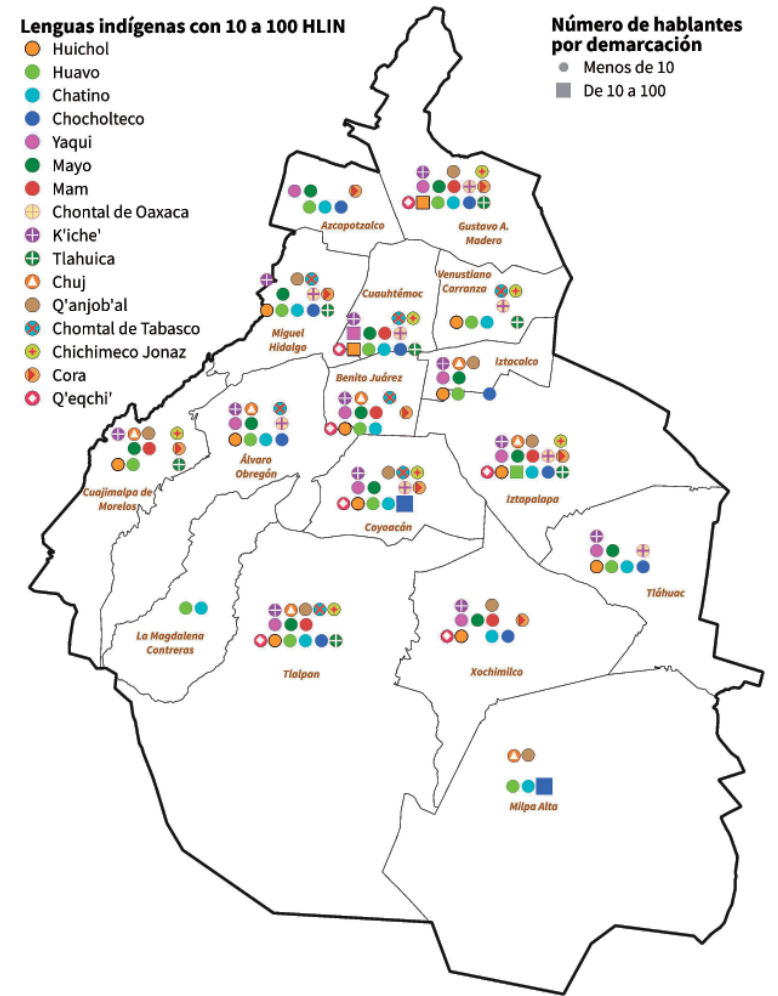 Lenguas indígenas con 10 a 100 HLIN
Huichol
Huavo
Chatino
Chocholteco
Yaqui
Mayo
Mam
Chontal de Oaxaca
K'iche'
Tlahuica
Chuj
Q'anjob'al
Chomtal de Tabasco
Chichimeco Jonaz
Cora
Q'eqchi'
Número de hablantes
por demarcación
Menos de 10
De 10 a 100
Azcapotzalco
Gustavo A.
Madero
Miguel
Hidalgo
Cuauhtémoc
Venustiano
Carranza
Iztacalco
Benito Juárez
Cuajimalpa de
Morelos
Álvaro
Obregón
Coyoacán
Iztapalapa
Tláhuac
La Magdalena
Contreras
Tlalpan
Xochimilco
Milpa Alta